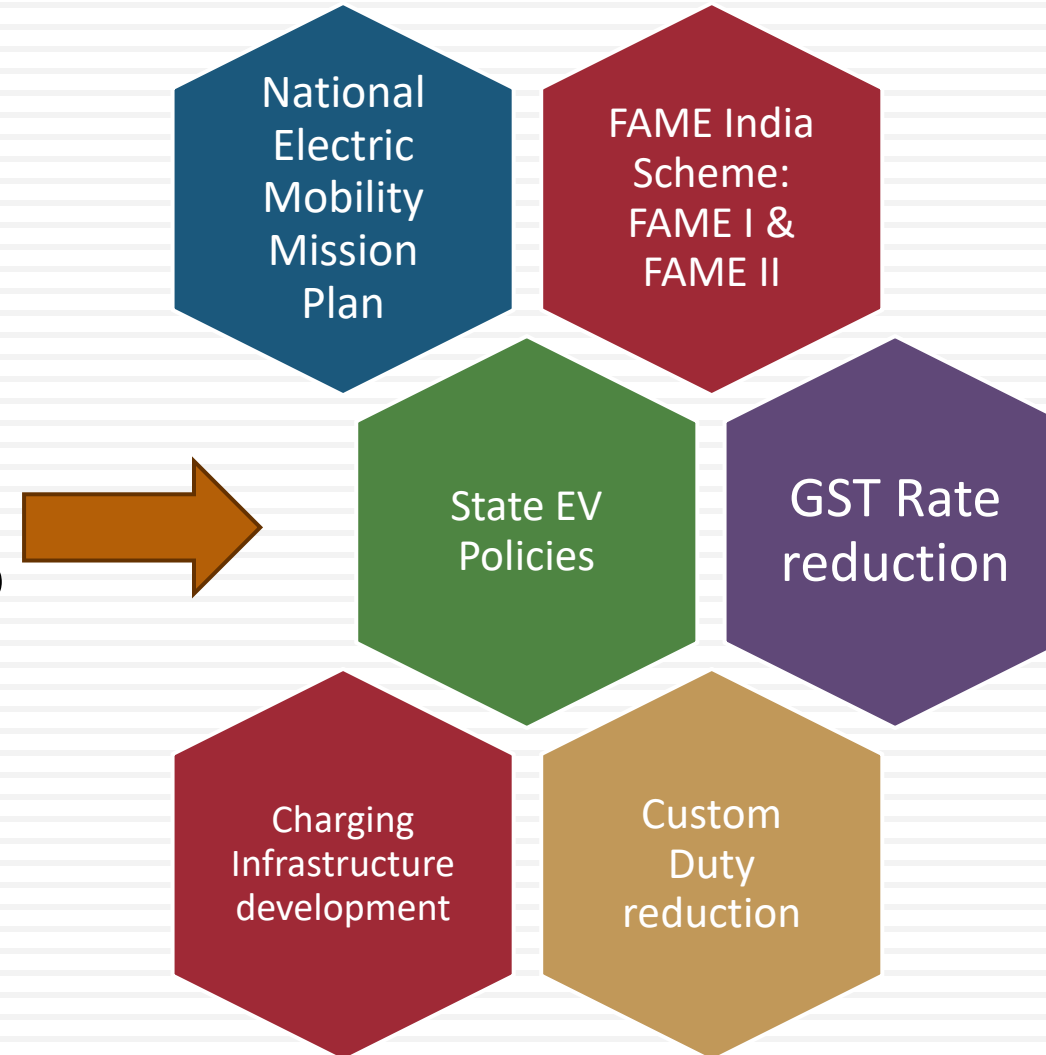 National
Electric
Mobility
Mission
Plan
FAME India
Scheme:
FAME I &
FAME II
State EV
Policies
GST Rate
reduction
Charging
Infrastructure
development
Custom
Duty
reduction